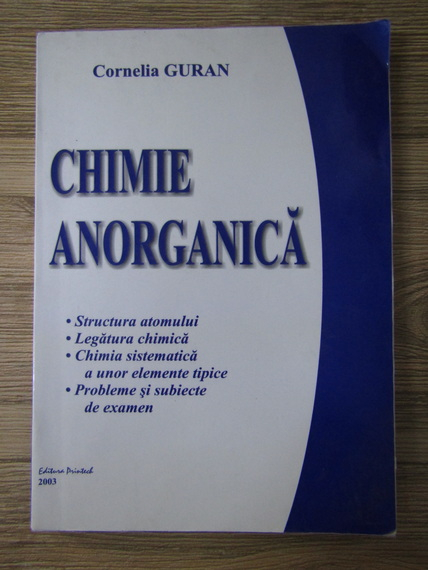 Cornelia GURAN
CHIMIE
ANORGANICĂ
• Structura atomului
• Legătura chimică
• Chimia sistematică
a unor elemente tipice
• Probleme şi subiecte
de examen
Editura Printech
2003